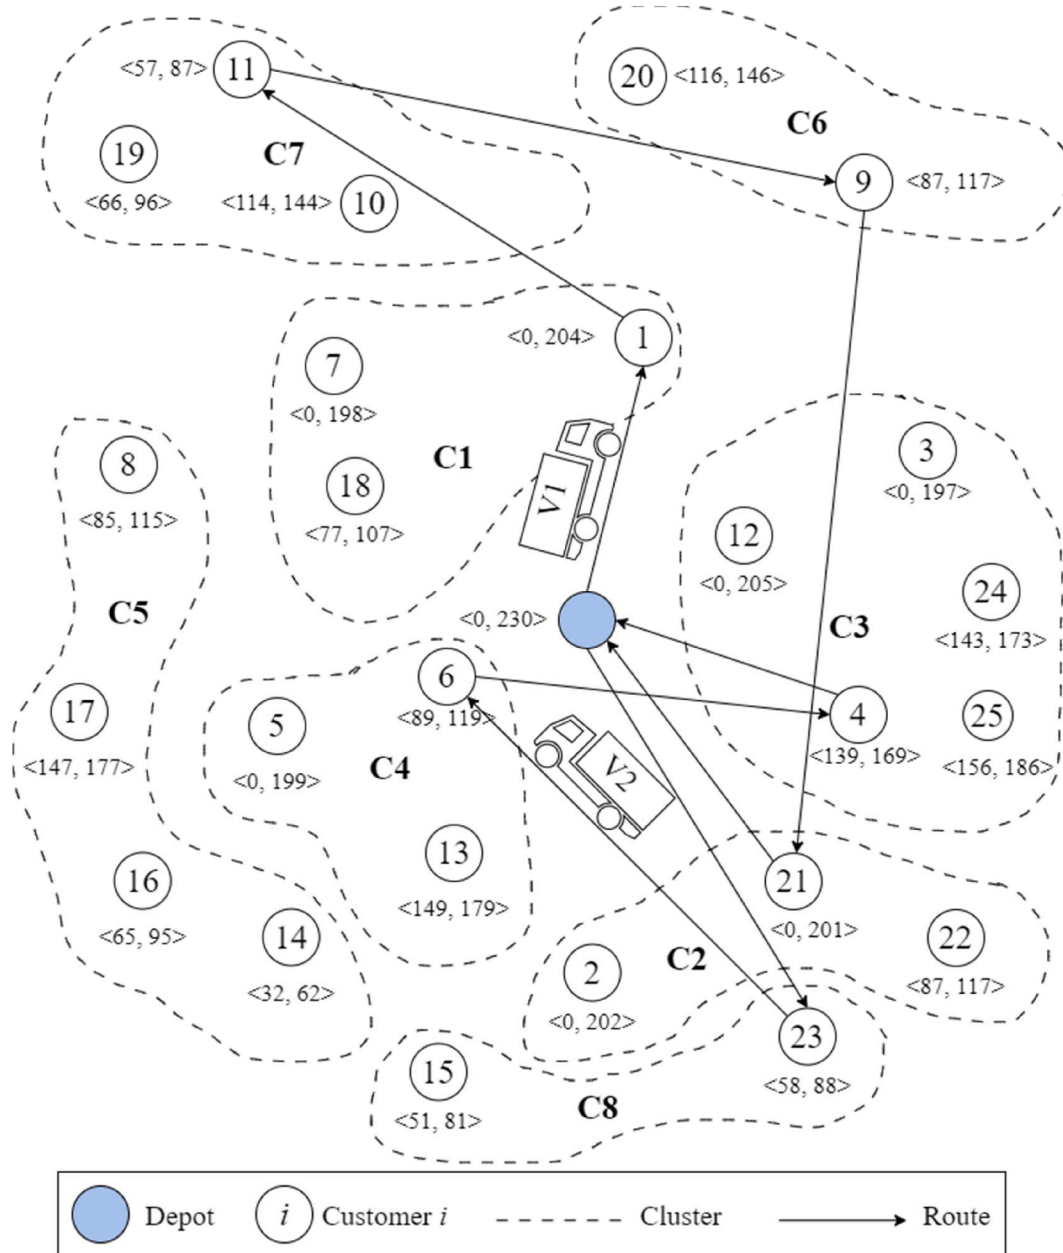 <57, 87> 11
20 <116, 146>
C6
19
C7
<66, 96>
<114, 144> 10
9 <87, 117>
<0, 204> 1
7
<0, 198>
8
<85, 115>
C1
18
<77, 107>
V1
3
<0, 197>
12
<0, 205>
24
<143, 173>
C5
<0, 230>
C3
6
<89, 119>
17
<147, 177>
5
<0, 199>
C4
V2
4
<139, 169>
25
<156, 186>
13
<149, 179>
16
<65, 95>
14
<32, 62>
21
<0, 201>
22
<87, 117>
C2
2
<0, 202>
23
<58, 88>
15
<51, 81>
C8
Depot i Customer i Cluster Route